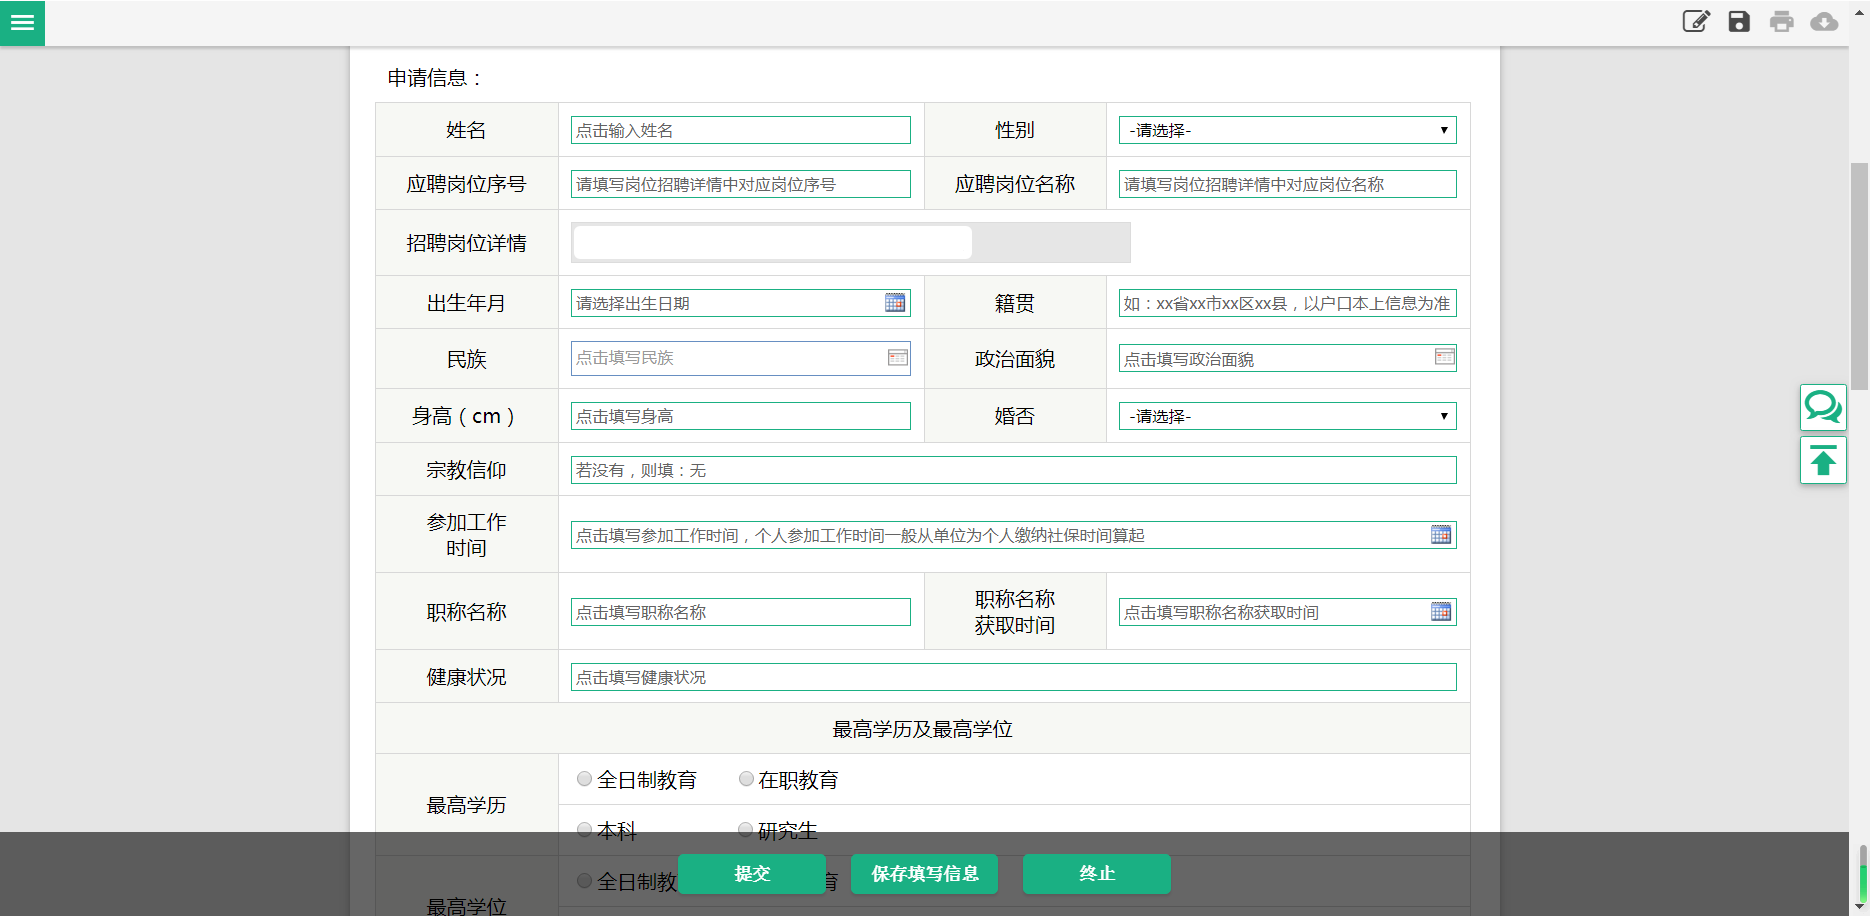 申请信息：
姓名 点击输入姓名 性别 -请选择-
应聘岗位序号 请填写岗位招聘详情中对应岗位序号 应聘岗位名称 请填写岗位招聘详情中对应岗位名称
招聘岗位详情
出生年月 请选择出生日期 籍贯 如：xx省xx市xx区xx县，以户口本上信息为准
民族 点击填写民族 政治面貌 点击填写政治面貌
身高（cm） 点击填写身高 婚否 -请选择-
宗教信仰 若没有，则填：无
参加工作
时间
点击填写参加工作时间，个人参加工作时间一般从单位为个人缴纳社保时间算起
职称名称 点击填写职称名称
职称名称
获取时间
点击填写职称名称获取时间
健康状况 点击填写健康状况
最高学历及最高学位
最高学历
全日制教育 在职教育
本科 研究生
提交 保存填写信息 终止
全日制教 育
最高学位